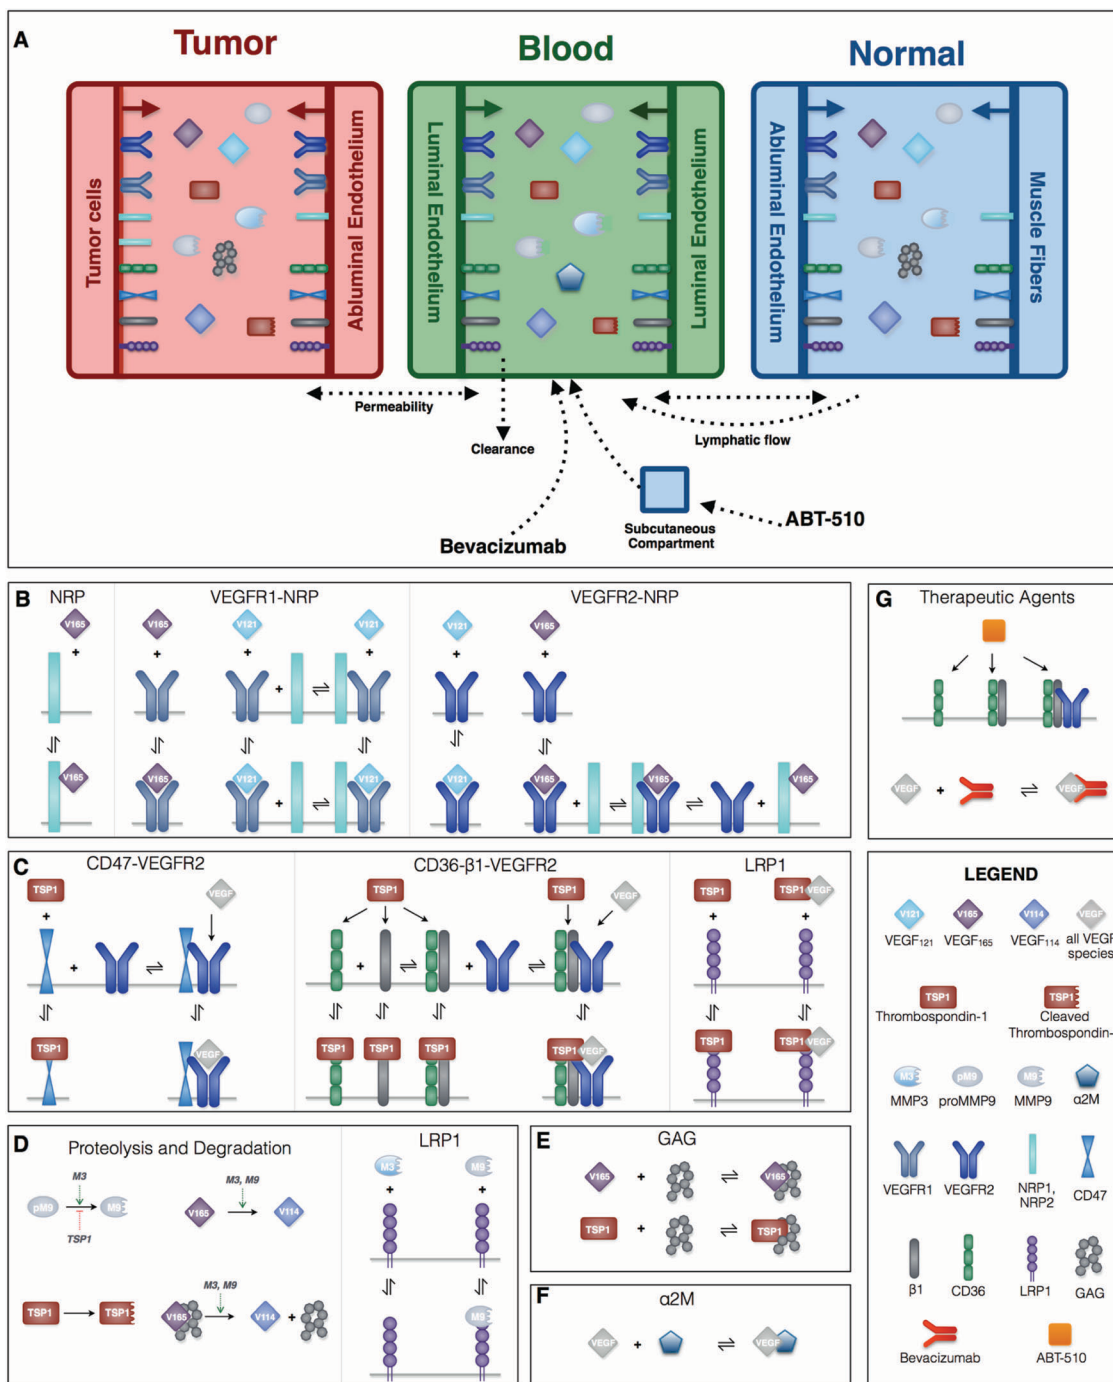 A
Tumor
Blood
Normal
Tumor cells
Abluminal Endothelium
Luminal Endothelium
Luminal Endothelium
Abluminal Endothelium
Muscle Fibers
Permeability
Clearance
Lymphatic flow
Bevacizumab
Subcutaneous
Compartment
ABT-510
B
NRP
VEGFR1-NRP
VEGFR2-NRP
V165
V165
V121
V121
V121
V165
+
+
+
+
+
+
+
V165
V165
V121
V121
V121
V165
V165
V165
+
+
+
C
CD47-VEGFR2
CD36-β1-VEGFR2
LRP1
TSP1
VEGF
TSP1
TSP1
VEGF
TSP1
TSP1
VEGF
+
+
+
+
+
+
TSP1
VEGF
TSP1
TSP1
TSP1
TSP1
VEGF
TSP1
TSP1
VEGF
D
Proteolysis and Degradation
LRP1
M3
pM9
M9
TSP1
M3, M9
V165
V114
TSP1
TSP1
M3, M9
V165
V114
+
M3
M9
+
+
M9
E
GAG
V165
+
V165
TSP1
+
TSP1
F
α2M
VEGF
+
VEGF
G
Therapeutic Agents
VEGF
+
VEGF
LEGEND
V121
V165
V114
VEGF
VEGF121
VEGF165
VEGF114
all VEGF
species
TSP1
TSP1
Thrombospondin-1
Cleaved
Thrombospondin-
M3
pM9
M9
MMP3
proMMP9
MMP9
α2M
VEGFR1
VEGFR2
NRP1,
NRP2
CD47
β1
CD36
LRP1
GAG
Bevacizumab
ABT-510